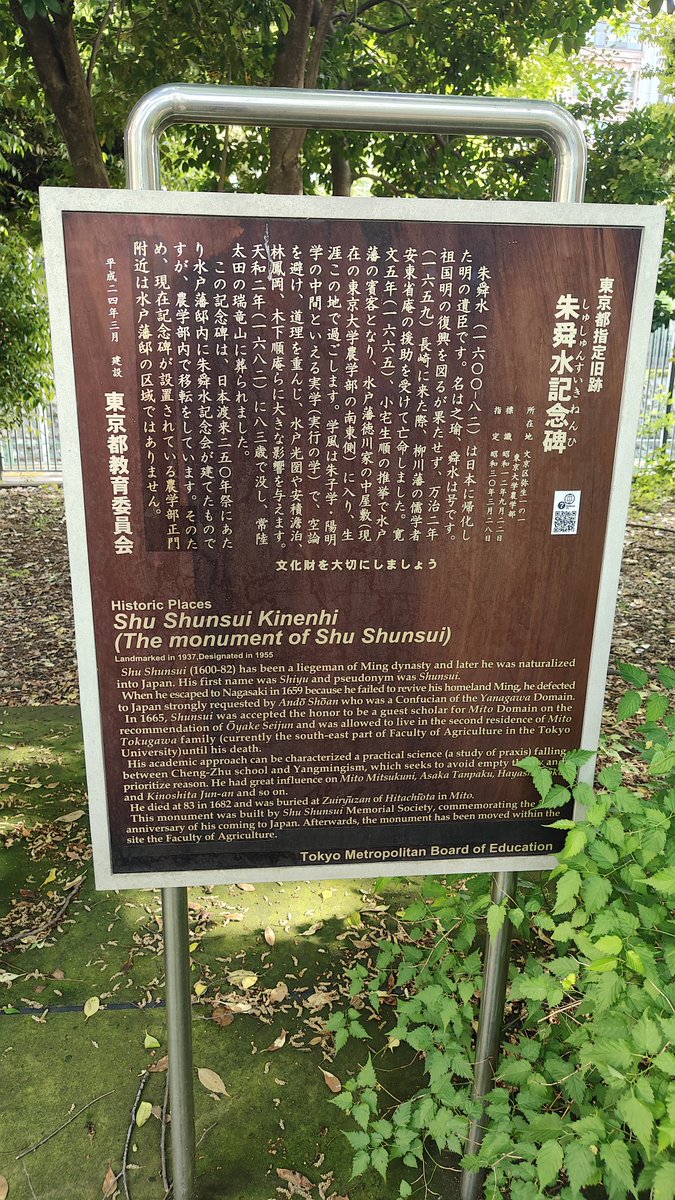 東京都指定旧跡
しゅしゅんすいきねんひ
朱舜水記念碑
所在地 文京区弥生一の一
東京大学農学部
標識 昭和一二年九月二二日
指定 昭和三〇年三月二八日
朱舜水（一六〇〇-八二）は日本に帰化し
た明の遺臣です。名は之瑜、舜水は号です。
祖国明の復興を図るが果たせず、万治二年
（一六五九）長崎に来た際、柳川藩の儒学者
安東省庵の援助を受けて亡命しました。寛
文五年（一六六五）、小宅生順の推挙で水戸
藩の賓客となり、水戸藩徳川家の中屋敷（現
在の東京大学農学部の南東側）に入り、生
涯この地で過ごします。学風は朱子学・陽明
学の中間といえる実学（実行の学）で、空論
を避け、道理を重んじ、水戸光圀や安積澹泊、
林鳳岡、木下順庵らに大きな影響を与えます。
天和二年（一六八二）に八三歳で没し、常陸
太田の瑞竜山に葬られました。
この記念碑は、日本渡来二五〇年祭にあた
り水戸藩邸内に朱舜水記念会が建てたもので
すが、農学部内で移転をしています。そのた
め、現在記念碑が設置されている農学部正門
附近は水戸藩邸の区域ではありません。
平成二四年三月 建設
東京都教育委員会
文化財を大切にしましょう
Historic Places
Shu Shunsui Kinenhi
(The monument of Shu Shunsui)
Landmarked in 1937,Designated in 1955
Shu Shunsui (1600-82) has been a liegeman of Ming dynasty and later he was naturalized
into Japan. His first name was Shiyu and pseudonym was Shunsui.
When he escaped to Nagasaki in 1659 because he failed to revive his homeland Ming, he defected
to Japan strongly requested by Andō Shōan who was a Confucian of the Yanagawa Domain.
In 1665, Shunsui was accepted the honor to be a guest scholar for Mito Domain on the
recommendation of Ōyake Seijun and was allowed to live in the second residence of Mito
Tokugawa family (currently the south-east part of Faculty of Agriculture in the Tokyo
University)until his death.
His academic approach can be characterized a practical science (a study of praxis) falling
between Cheng-Zhu school and Yangmingism, which seeks to avoid empty and
prioritize reason. He had great influence on Mito Mitsukuni, Asaka Tanpaku,
and Kinoshita Jun-an and so on.
He died at 83 in 1682 and was buried at Zuiryūzan of Hitachiōta in Mito.
This monument was built by Shu Shunsui Memorial Society, commemorating the
anniversary of his coming to Japan. Afterwards, the monument has been moved within the
site the Faculty of Agriculture.
Tokyo Metropolitan Board of Education